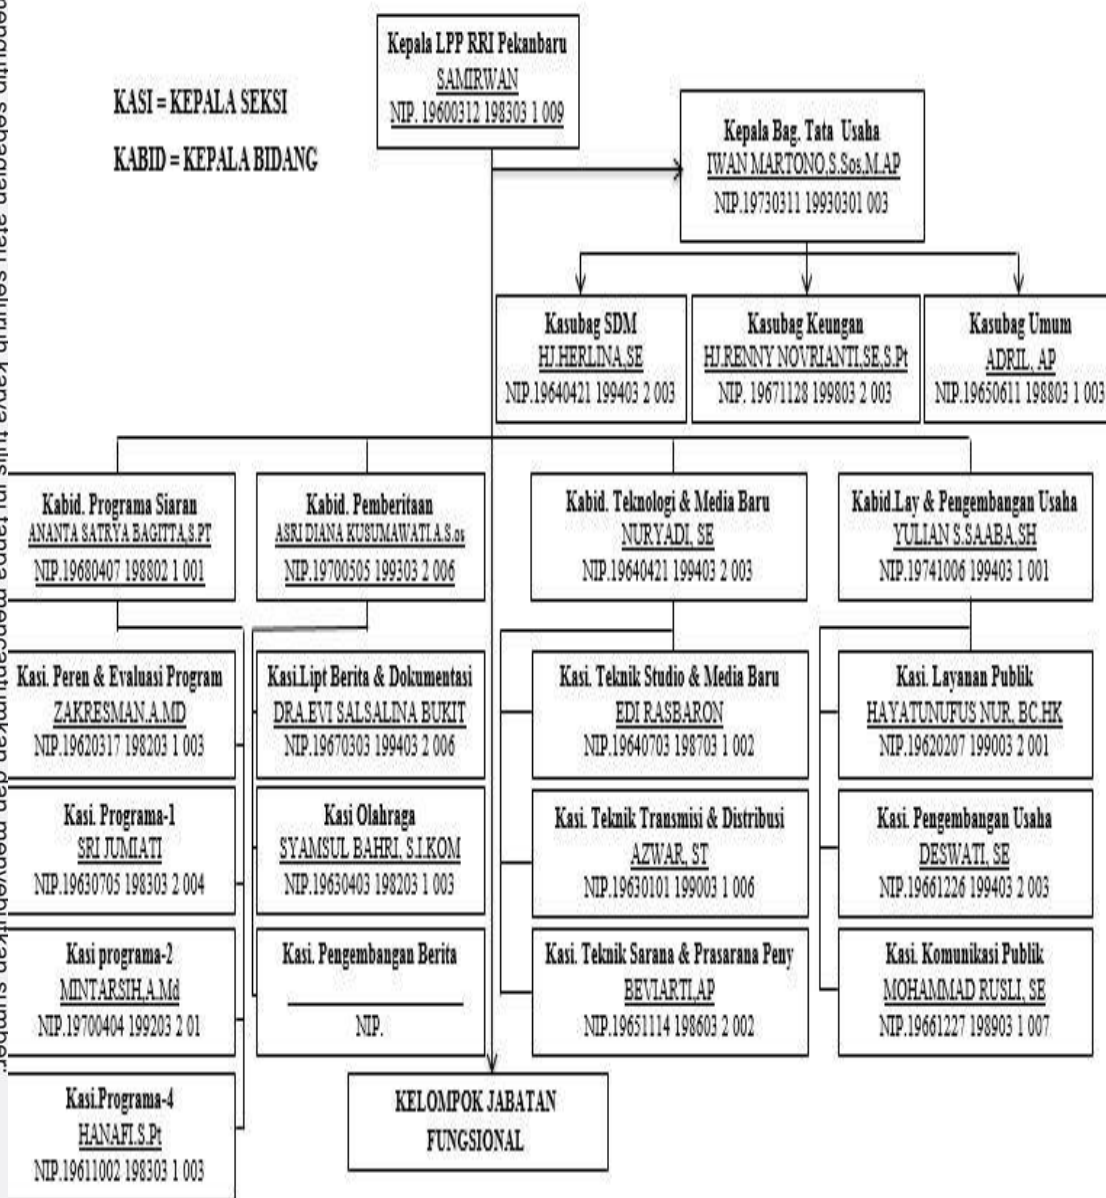 Kepala LPP RRI Pekanbaru
SAMIRWAN
NIP. 19600312 198303 1 009
KASI = KEPALA SEKSI
KABID = KEPALA BIDANG
Kepala Bag. Tata Usaha
IWAN MARTONO,S.Sos,M.AP
NIP.19730311 19930301 003
Kasubag SDM
HJ.HERLINA,SE
NIP.19640421 199403 2 003
Kasubag Keungan
HJ.RENNY NOVRIANTI,SE,S.Pt
NIP. 19671128 199803 2 003
Kasubag Umum
ADRIL, AP
NIP.19650611 198803 1 003
Kabid. Programa Siaran
ANANTA SATRYA BAGITTA,S.PT
NIP.19680407 198802 1 001
Kabid. Pemberitaan
ASRI DIANA KUSUMAWATI.A.S.os
NIP.19700505 199303 2 006
Kabid. Teknologi & Media Baru
NURYADI, SE
NIP.19640421 199403 2 003
Kabid.Lay & Pengembangan Usaha
YULIAN S.SAABA,SH
NIP.19741006 199403 1 001
Kasi. Peren & Evaluasi Program
ZAKRESMAN.A.MD
NIP.19620317 198203 1 003
Kasi.Lipt Berita & Dokumentasi
DRA.EVI SALSALINA BUKIT
NIP.19670303 199403 2 006
Kasi. Teknik Studio & Media Baru
EDI RASBARON
NIP.19640703 198703 1 002
Kasi. Layanan Publik
HAYATUNUFUS NUR, BC.HK
NIP.19620207 199003 2 001
Kasi. Programa-1
SRI JUMIATI
NIP.19630705 198303 2 004
Kasi Olahraga
SYAMSUL BAHRI, S.I.KOM
NIP.19630403 198203 1 003
Kasi. Teknik Transmisi & Distribusi
AZWAR, ST
NIP.19630101 199003 1 006
Kasi. Pengembangan Usaha
DESWATI, SE
NIP.19661226 199403 2 003
Kasi programa-2
MINTARSIH,A.Md
NIP.19700404 199203 2 01
Kasi. Pengembangan Berita
NIP.
Kasi. Teknik Sarana & Prasarana Peny
BEVIARTI,AP
NIP.19651114 198603 2 002
Kasi. Komunikasi Publik
MOHAMMAD RUSLI, SE
NIP.19661227 198903 1 007
Kasi.Programa-4
HANAFI.S.Pt
NIP.19611002 198303 1 003
KELOMPOK JABATAN
FUNGSIONAL